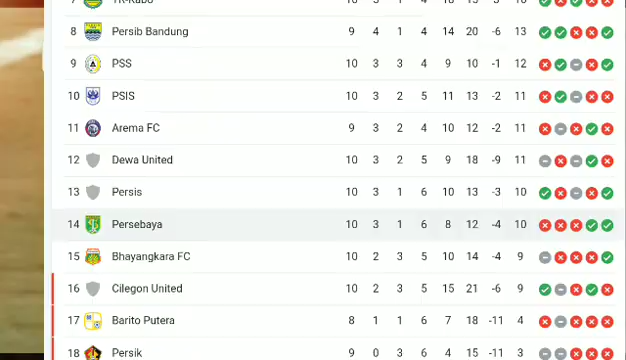 8 Persib Bandung 9 4 1 4 14 20 -6 13
9 PSS 10 3 3 4 9 10 -1 12
10 PSIS 10 3 2 5 11 13 -2 11
11 Arema FC 9 3 2 4 10 12 -2 11
12 Dewa United 10 3 2 5 9 18 -9 11
13 Persis 10 3 1 6 10 13 -3 10
14 Persebaya 10 3 1 6 8 12 -4 10
15 Bhayangkara FC 10 2 3 5 10 14 -4 9
16 Cilegon United 10 2 3 5 15 21 -6 9
17 Barito Putera 8 1 1 6 7 18 -11 4
18 Persik 9 0 3 6 4 15 -11 3